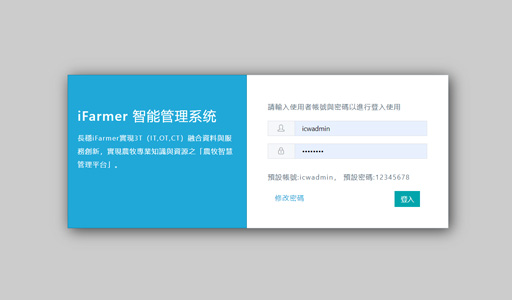 iFarmer 智能管理系统
長穩iFarmer實現3T（IT,OT,CT）融合資料與服
務創新，實現農牧專業知識與資源之「農牧智慧
管理平台」。
請輸入使用者帳號與密碼以進行登入使用
icwadmin
••••••••
預設帳號:icwadmin， 預設密碼:12345678
修改密碼
登入